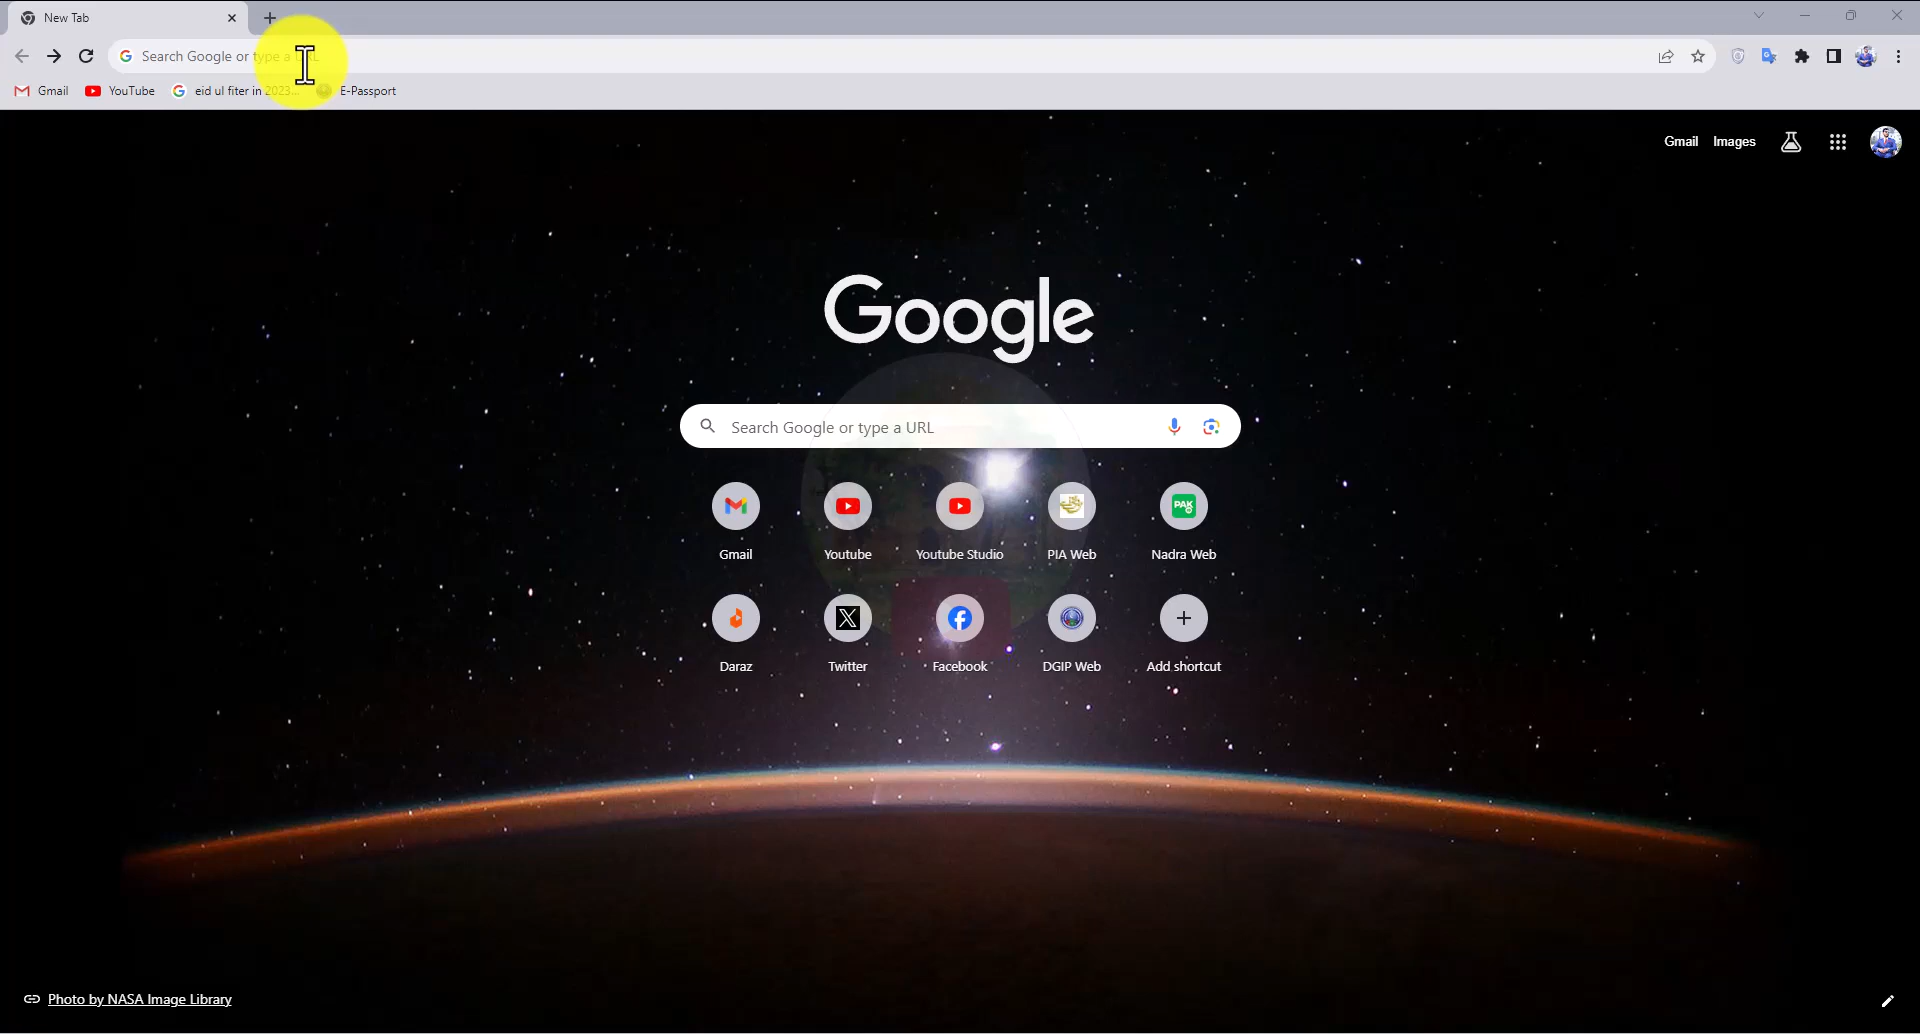 New Tab
Search Google or type a URL
Gmail
YouTube
eid ul fiter in 2023...
E-Passport
Gmail
Images
Google
Search Google or type a URL
Gmail
Youtube
Youtube Studio
PIA Web
PAK
Nadra Web
Daraz
Twitter
Facebook
DGIP Web
Add shortcut
Photo by NASA Image Library